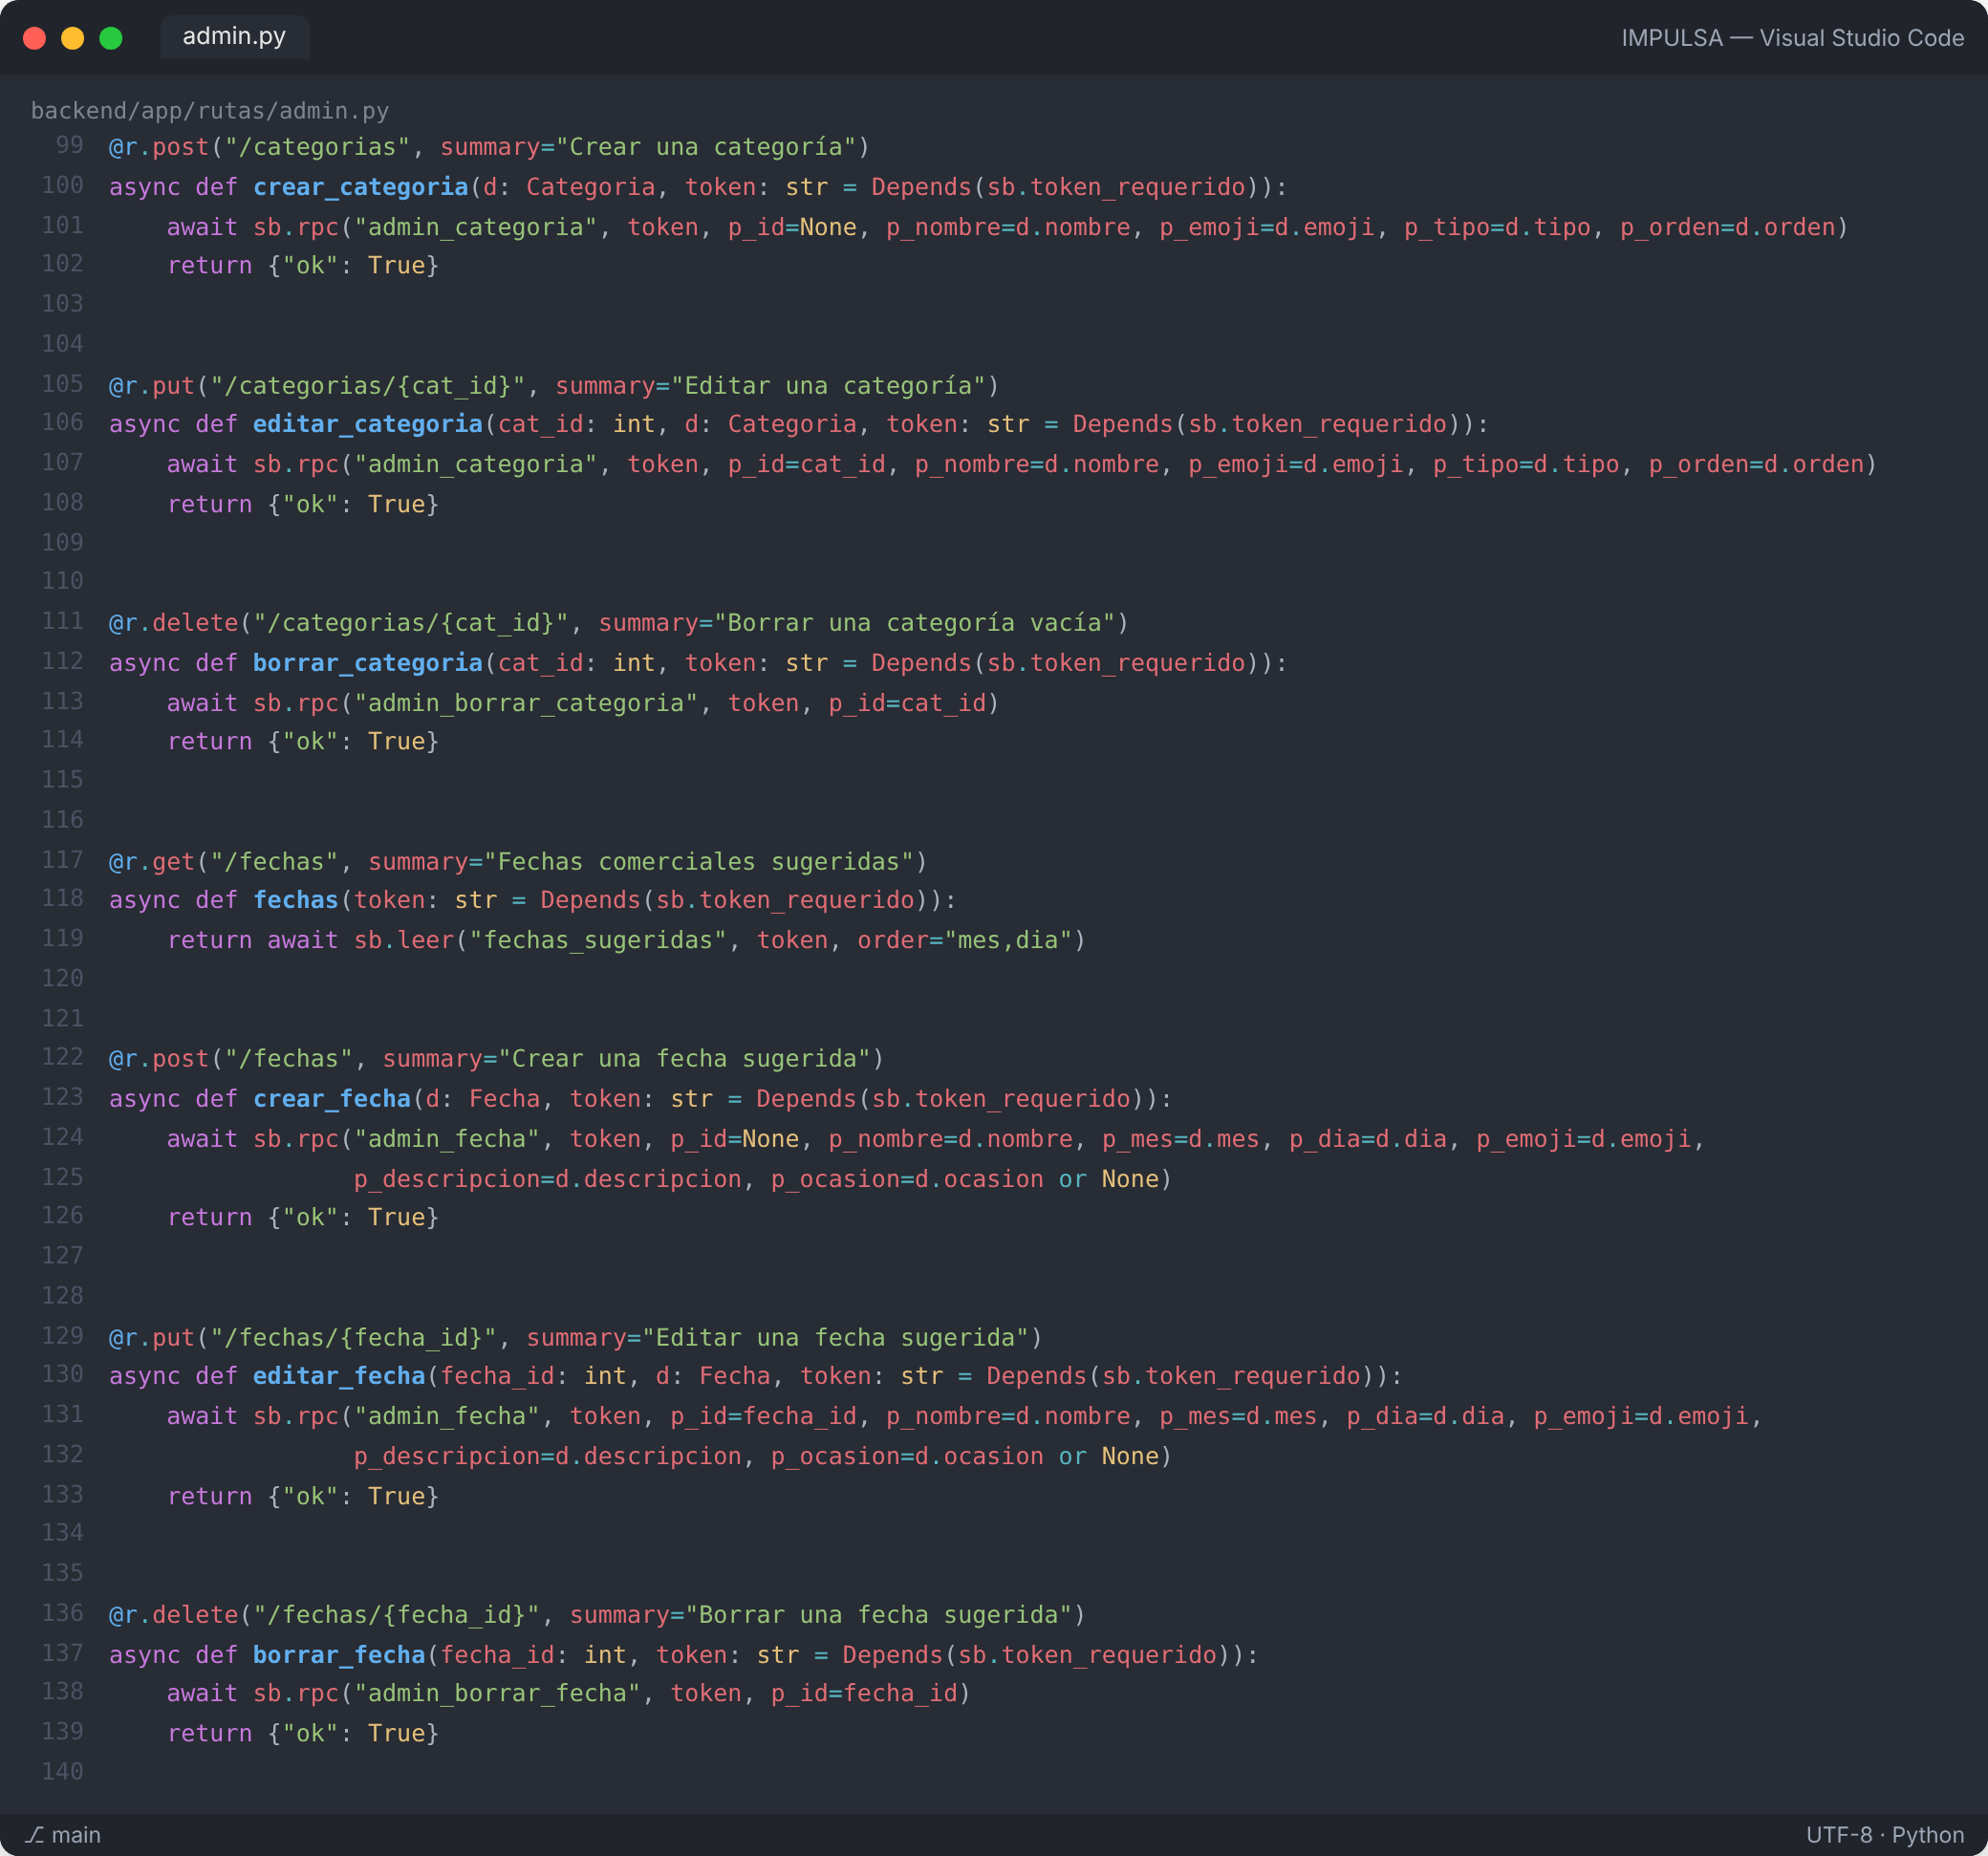 admin.py
IMPULSA — Visual Studio Code
backend/app/rutas/admin.py
99 @r.post("/categorias", summary="Crear una categoría")
100 async def crear_categoria(d: Categoria, token: str = Depends(sb.token_requerido)):
101     await sb.rpc("admin_categoria", token, p_id=None, p_nombre=d.nombre, p_emoji=d.emoji, p_tipo=d.tipo, p_orden=d.orden)
102     return {"ok": True}
103
104
105 @r.put("/categorias/{cat_id}", summary="Editar una categoría")
106 async def editar_categoria(cat_id: int, d: Categoria, token: str = Depends(sb.token_requerido)):
107     await sb.rpc("admin_categoria", token, p_id=cat_id, p_nombre=d.nombre, p_emoji=d.emoji, p_tipo=d.tipo, p_orden=d.orden)
108     return {"ok": True}
109
110
111 @r.delete("/categorias/{cat_id}", summary="Borrar una categoría vacía")
112 async def borrar_categoria(cat_id: int, token: str = Depends(sb.token_requerido)):
113     await sb.rpc("admin_borrar_categoria", token, p_id=cat_id)
114     return {"ok": True}
115
116
117 @r.get("/fechas", summary="Fechas comerciales sugeridas")
118 async def fechas(token: str = Depends(sb.token_requerido)):
119     return await sb.leer("fechas_sugeridas", token, order="mes,dia")
120
121
122 @r.post("/fechas", summary="Crear una fecha sugerida")
123 async def crear_fecha(d: Fecha, token: str = Depends(sb.token_requerido)):
124     await sb.rpc("admin_fecha", token, p_id=None, p_nombre=d.nombre, p_mes=d.mes, p_dia=d.dia, p_emoji=d.emoji,
125                  p_descripcion=d.descripcion, p_ocasion=d.ocasion or None)
126     return {"ok": True}
127
128
129 @r.put("/fechas/{fecha_id}", summary="Editar una fecha sugerida")
130 async def editar_fecha(fecha_id: int, d: Fecha, token: str = Depends(sb.token_requerido)):
131     await sb.rpc("admin_fecha", token, p_id=fecha_id, p_nombre=d.nombre, p_mes=d.mes, p_dia=d.dia, p_emoji=d.emoji,
132                  p_descripcion=d.descripcion, p_ocasion=d.ocasion or None)
133     return {"ok": True}
134
135
136 @r.delete("/fechas/{fecha_id}", summary="Borrar una fecha sugerida")
137 async def borrar_fecha(fecha_id: int, token: str = Depends(sb.token_requerido)):
138     await sb.rpc("admin_borrar_fecha", token, p_id=fecha_id)
139     return {"ok": True}
140
⎇ main
UTF-8 · Python